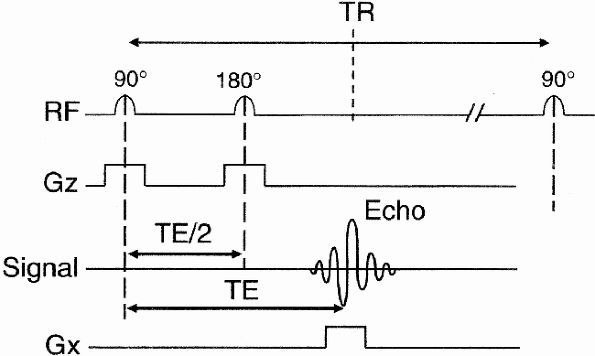 TR
90° 180° 90°
RF
Gz
Echo
TE/2
Signal
TE
Gx